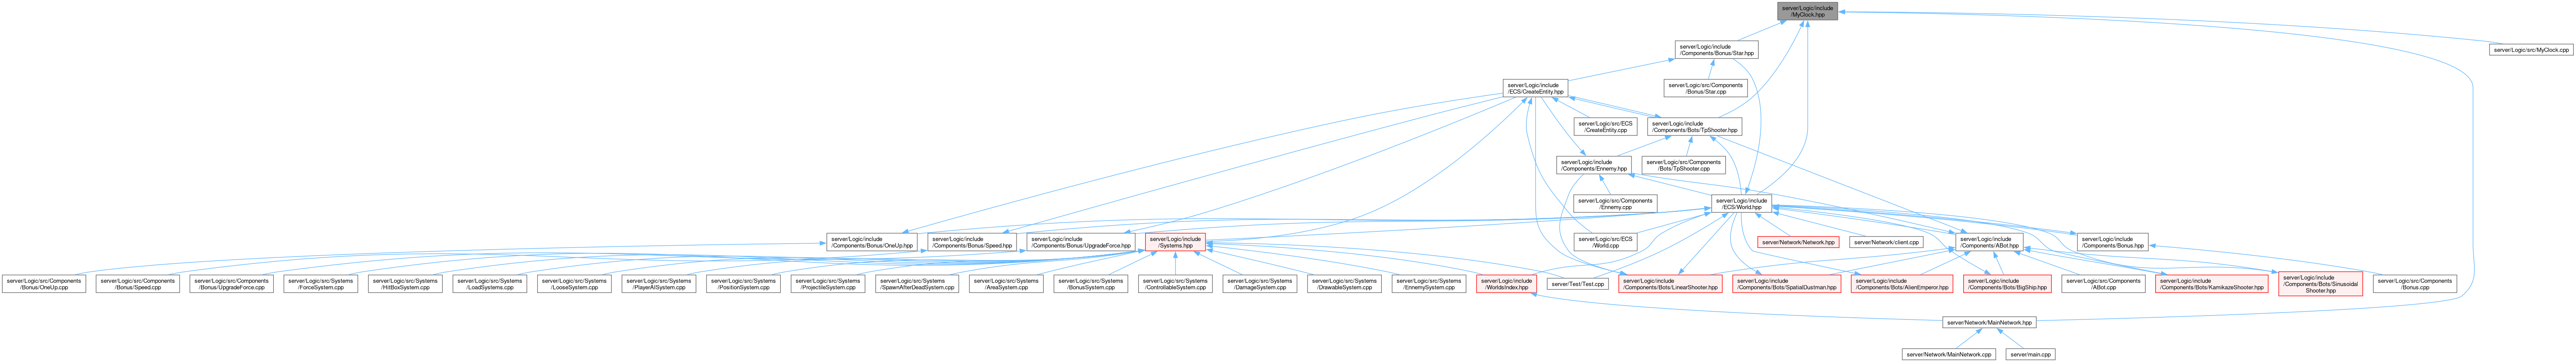 server/Logic/include
/MyClock.hpp
server/Logic/include
/Components/Bonus/Star.hpp
server/Logic/src/MyClock.cpp
server/Logic/include
/ECS/CreateEntity.hpp
server/Logic/src/Components
/Bonus/Star.cpp
server/Logic/src/ECS
/CreateEntity.cpp
server/Logic/include
/Components/Bots/TpShooter.hpp
server/Logic/include
/Components/Ennemy.hpp
server/Logic/src/Components
/Bots/TpShooter.cpp
server/Logic/src/Components
/Ennemy.cpp
server/Logic/include
/ECS/World.hpp
server/Logic/include
/Components/Bonus/OneUp.hpp
server/Logic/include
/Components/Bonus/Speed.hpp
server/Logic/include
/Components/Bonus/UpgradeForce.hpp
server/Logic/include
/Systems.hpp
server/Logic/src/ECS
/World.cpp
server/Network/Network.hpp
server/Network/client.cpp
server/Logic/include
/Components/ABot.hpp
server/Logic/include
/Components/Bonus.hpp
server/Logic/src/Components
/Bonus/OneUp.cpp
server/Logic/src/Components
/Bonus/Speed.cpp
server/Logic/src/Components
/Bonus/UpgradeForce.cpp
server/Logic/src/Systems
/ForceSystem.cpp
server/Logic/src/Systems
/HitBoxSystem.cpp
server/Logic/src/Systems
/LoadSystems.cpp
server/Logic/src/Systems
/LooseSystem.cpp
server/Logic/src/Systems
/PlayerAISystem.cpp
server/Logic/src/Systems
/PositionSystem.cpp
server/Logic/src/Systems
/ProjectileSystem.cpp
server/Logic/src/Systems
/SpawnAfterDeadSystem.cpp
server/Logic/src/Systems
/AreaSystem.cpp
server/Logic/src/Systems
/BonusSystem.cpp
server/Logic/src/Systems
/ControllableSystem.cpp
server/Logic/src/Systems
/DamageSystem.cpp
server/Logic/src/Systems
/DrawableSystem.cpp
server/Logic/src/Systems
/EnemySystem.cpp
server/Logic/include
/WorldsIndex.hpp
server/Test/Test.cpp
server/Logic/include
/Components/Bots/LinearShooter.hpp
server/Logic/include
/Components/Bots/SpatialDustman.hpp
server/Logic/include
/Components/Bots/AlienEmperor.hpp
server/Logic/include
/Components/Bots/BigShip.hpp
server/Logic/src/Components
/ABot.cpp
server/Logic/include
/Components/Bots/KamikazeShooter.hpp
server/Logic/include
/Components/Bots/Sinusoidal
Shooter.hpp
server/Logic/src/Components
/Bonus.cpp
server/Network/MainNetwork.hpp
server/Network/MainNetwork.cpp
server/main.cpp